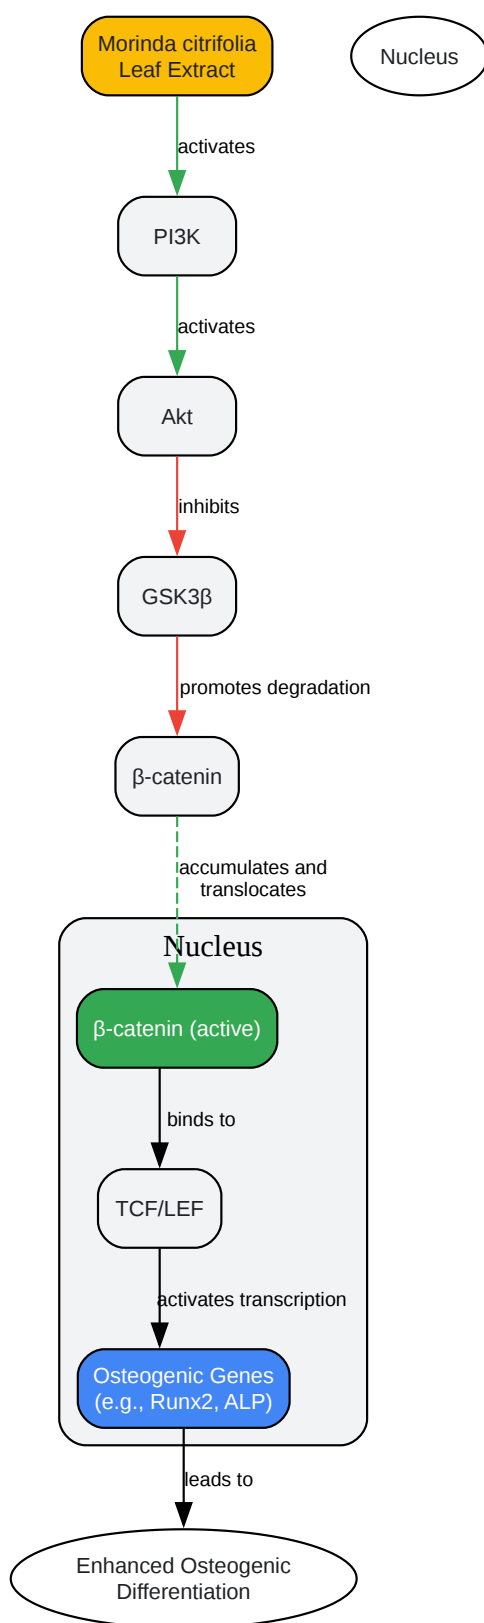 Morinda citrifolia
Leaf Extract
Nucleus
activates
PI3K
activates
Akt
inhibits
GSK3β
promotes degradation
β-catenin
accumulates and
translocates
Nucleus
β-catenin (active)
binds to
TCF/LEF
activates transcription
Osteogenic Genes
(e.g., Runx2, ALP)
leads to
Enhanced Osteogenic
Differentiation